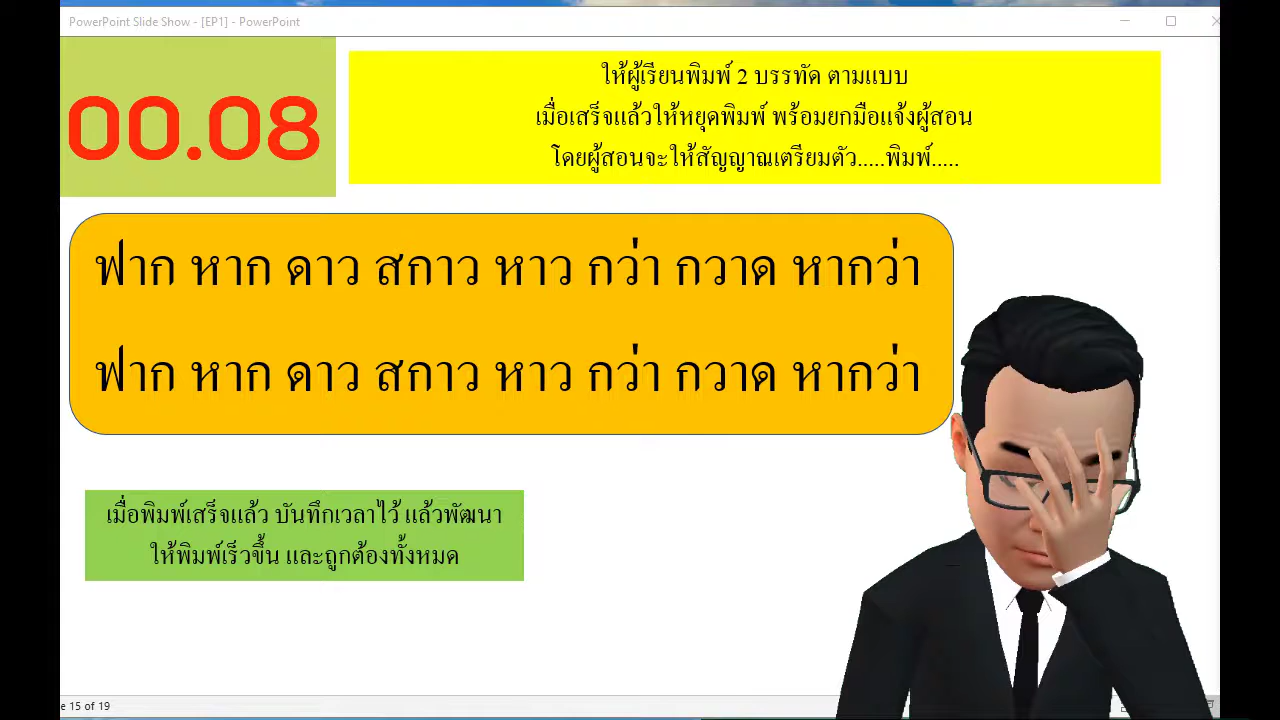 PowerPoint Slide Show - [EP1] - PowerPoint
00.08
ให้ผู้เรียนพิมพ์ 2 บรรทัด ตามแบบ
เมื่อเสร็จแล้วให้หยุดพิมพ์ พร้อมยกมือแจ้งผู้สอน
โดยผู้สอนจะให้สัญญาณเตรียมตัว.....พิมพ์.....
ฟาก หาก ดาว สกาว หาว กว่า กวาด หากว่า
ฟาก หาก ดาว สกาว หาว กว่า กวาด หากว่า
เมื่อพิมพ์เสร็จแล้ว บันทึกเวลาไว้ แล้วพัฒนา
ให้พิมพ์เร็วขึ้น และถูกต้องทั้งหมด
e 15 of 19